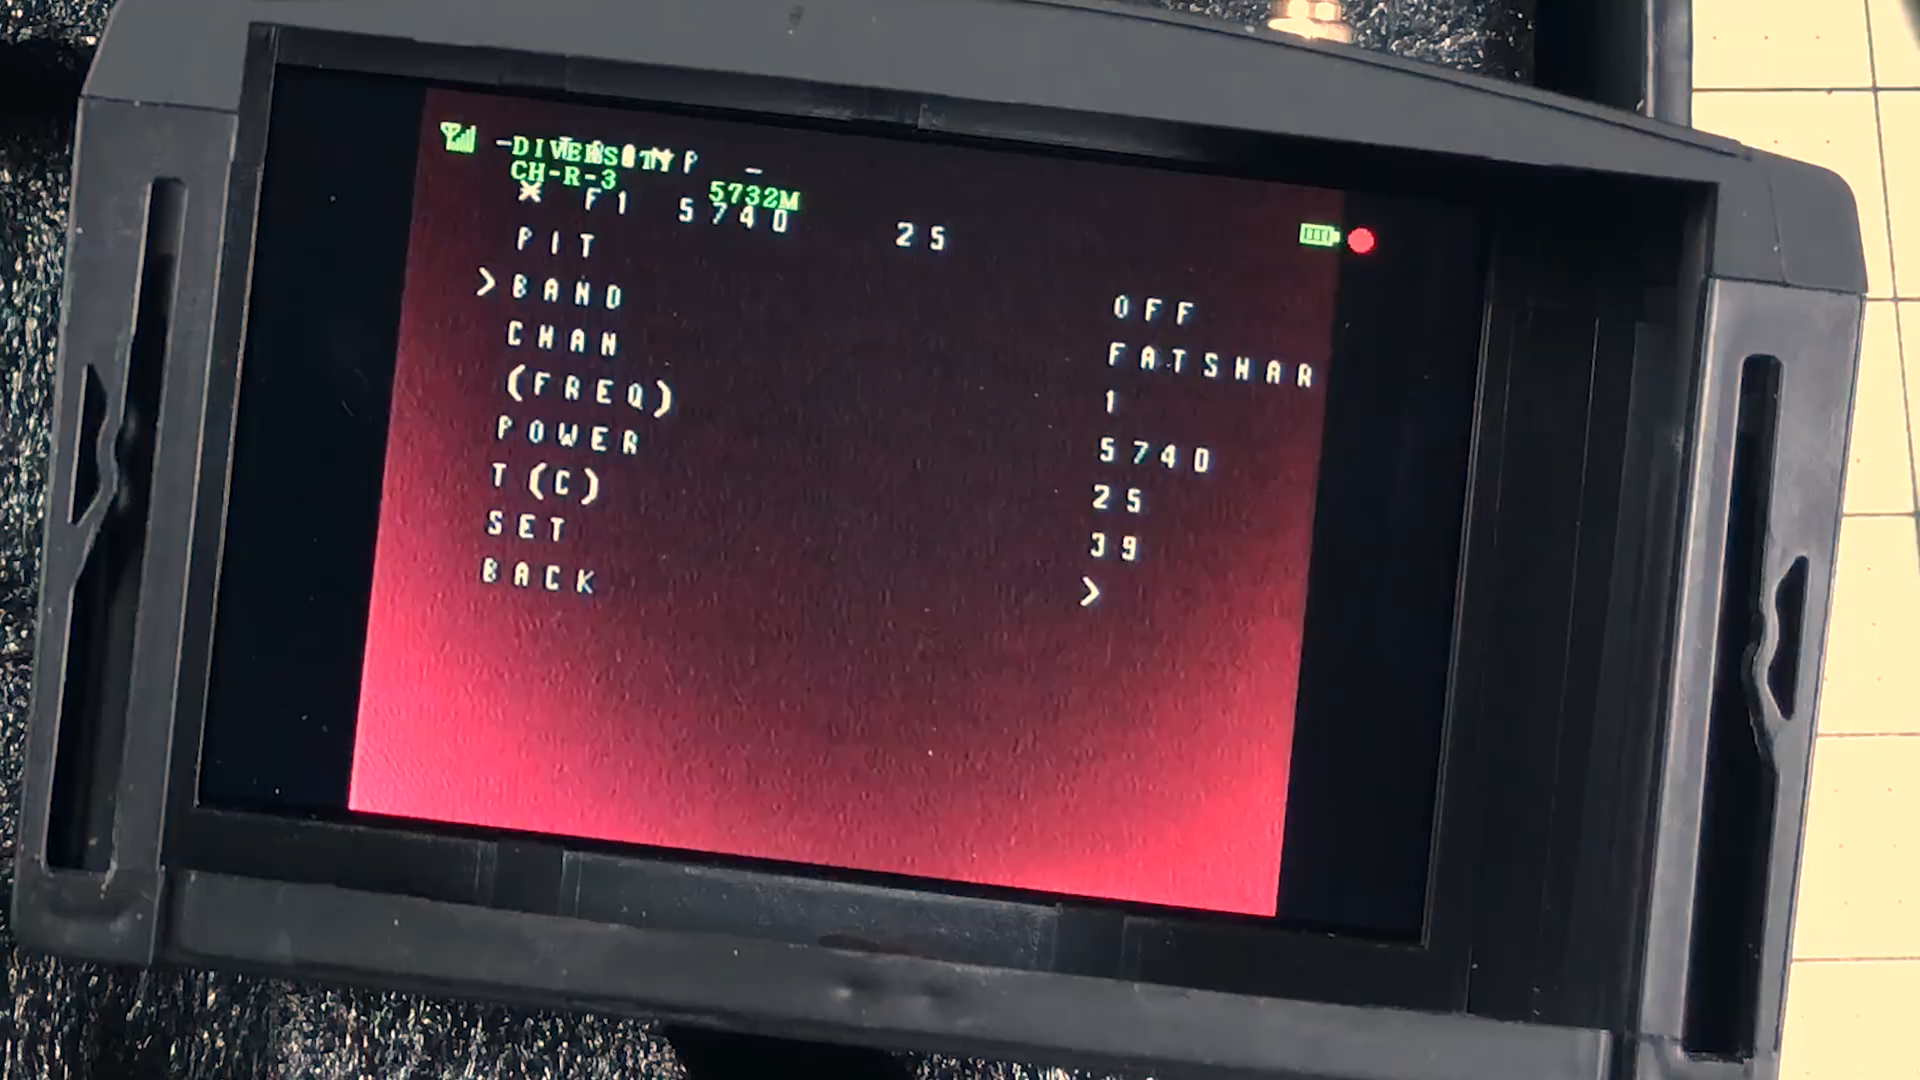 DIVERSITY
CH-R-3 5732M
* F1 5740 25
PIT OFF
>BAND FATSHAR
CHAN 1
(FREQ) 5740
POWER 25
T(C) 39
SET >
BACK